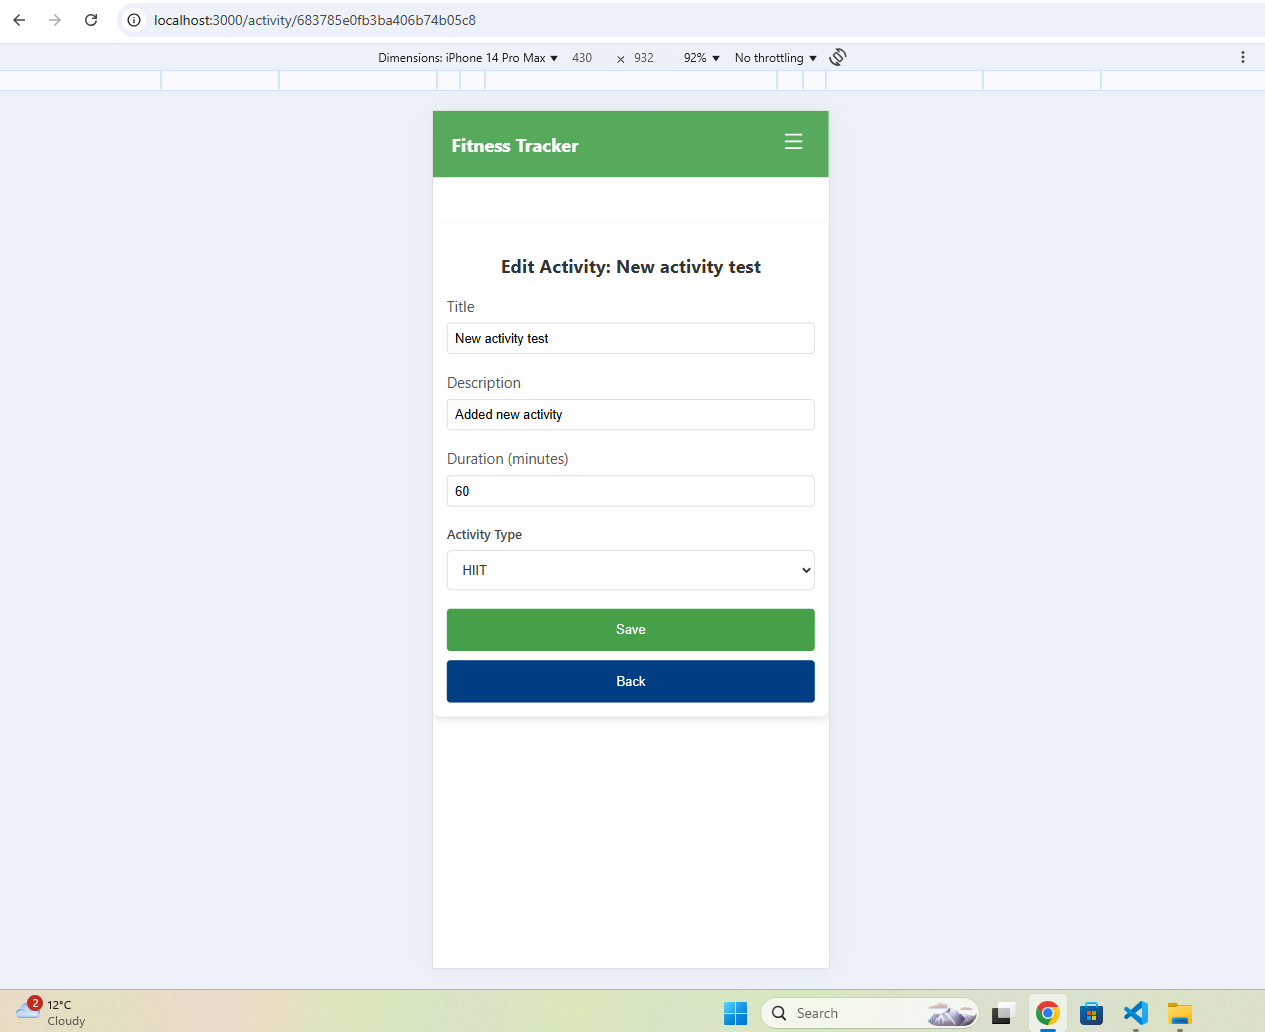 localhost:3000/activity/683785e0fb3ba406b74b05c8
Dimensions: iPhone 14 Pro Max 430 × 932 92% No throttling
Fitness Tracker
Edit Activity: New activity test
Title
New activity test
Description
Added new activity
Duration (minutes)
60
Activity Type
HIIT
Save
Back
2
12°C
Cloudy
Search